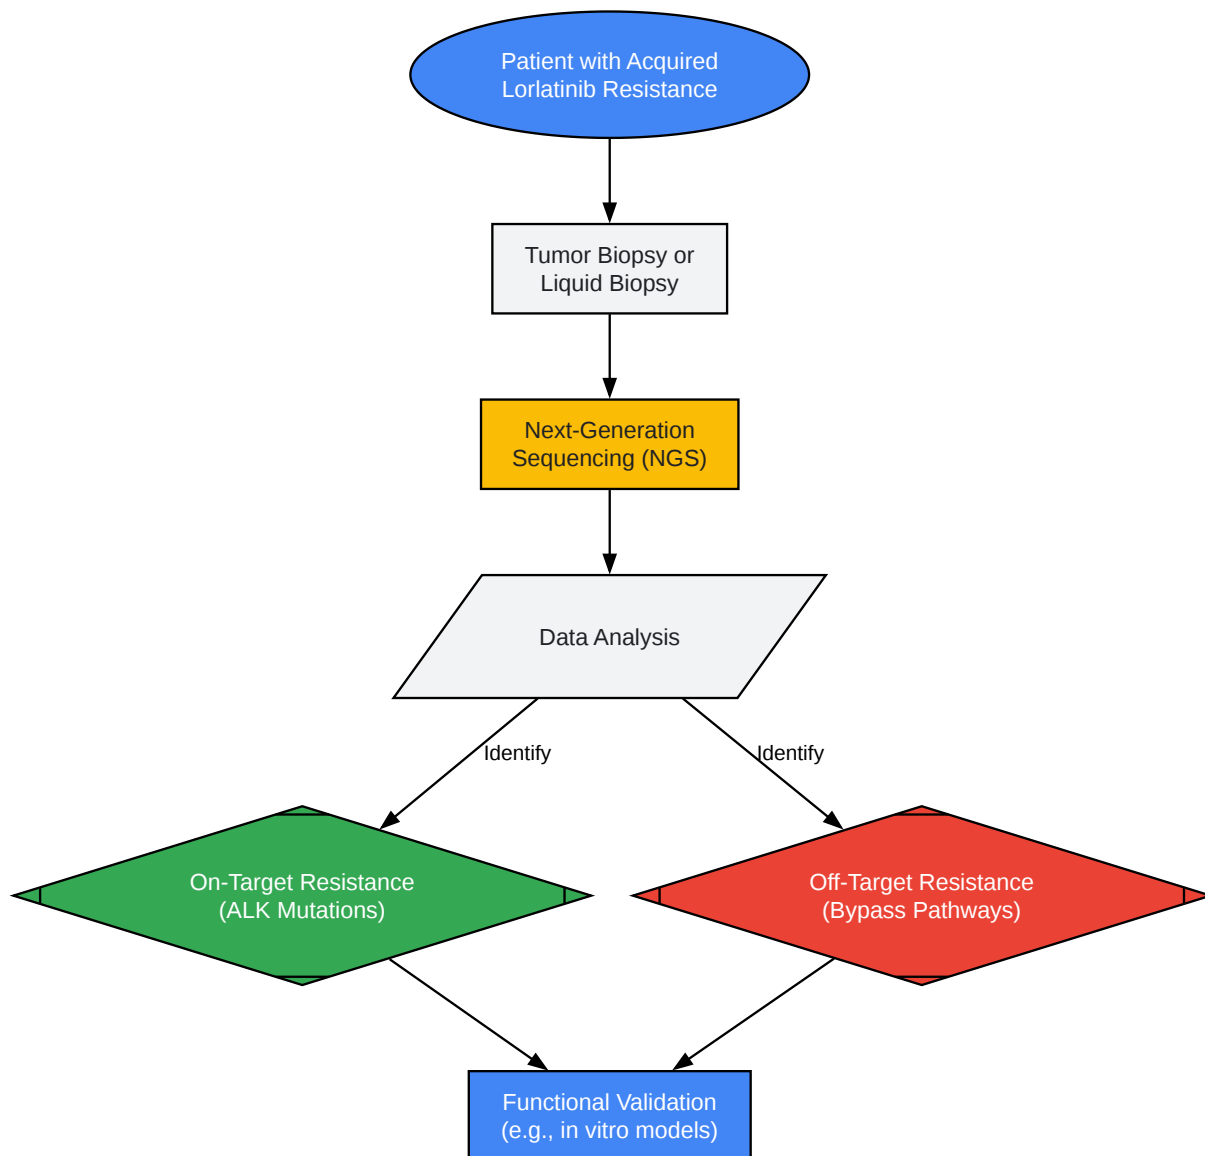 Patient with Acquired
Lorlatinib Resistance
Tumor Biopsy or
Liquid Biopsy
Next-Generation
Sequencing (NGS)
Data Analysis
Identify
Identify
On-Target Resistance
(ALK Mutations)
Off-Target Resistance
(Bypass Pathways)
Functional Validation
(e.g., in vitro models)